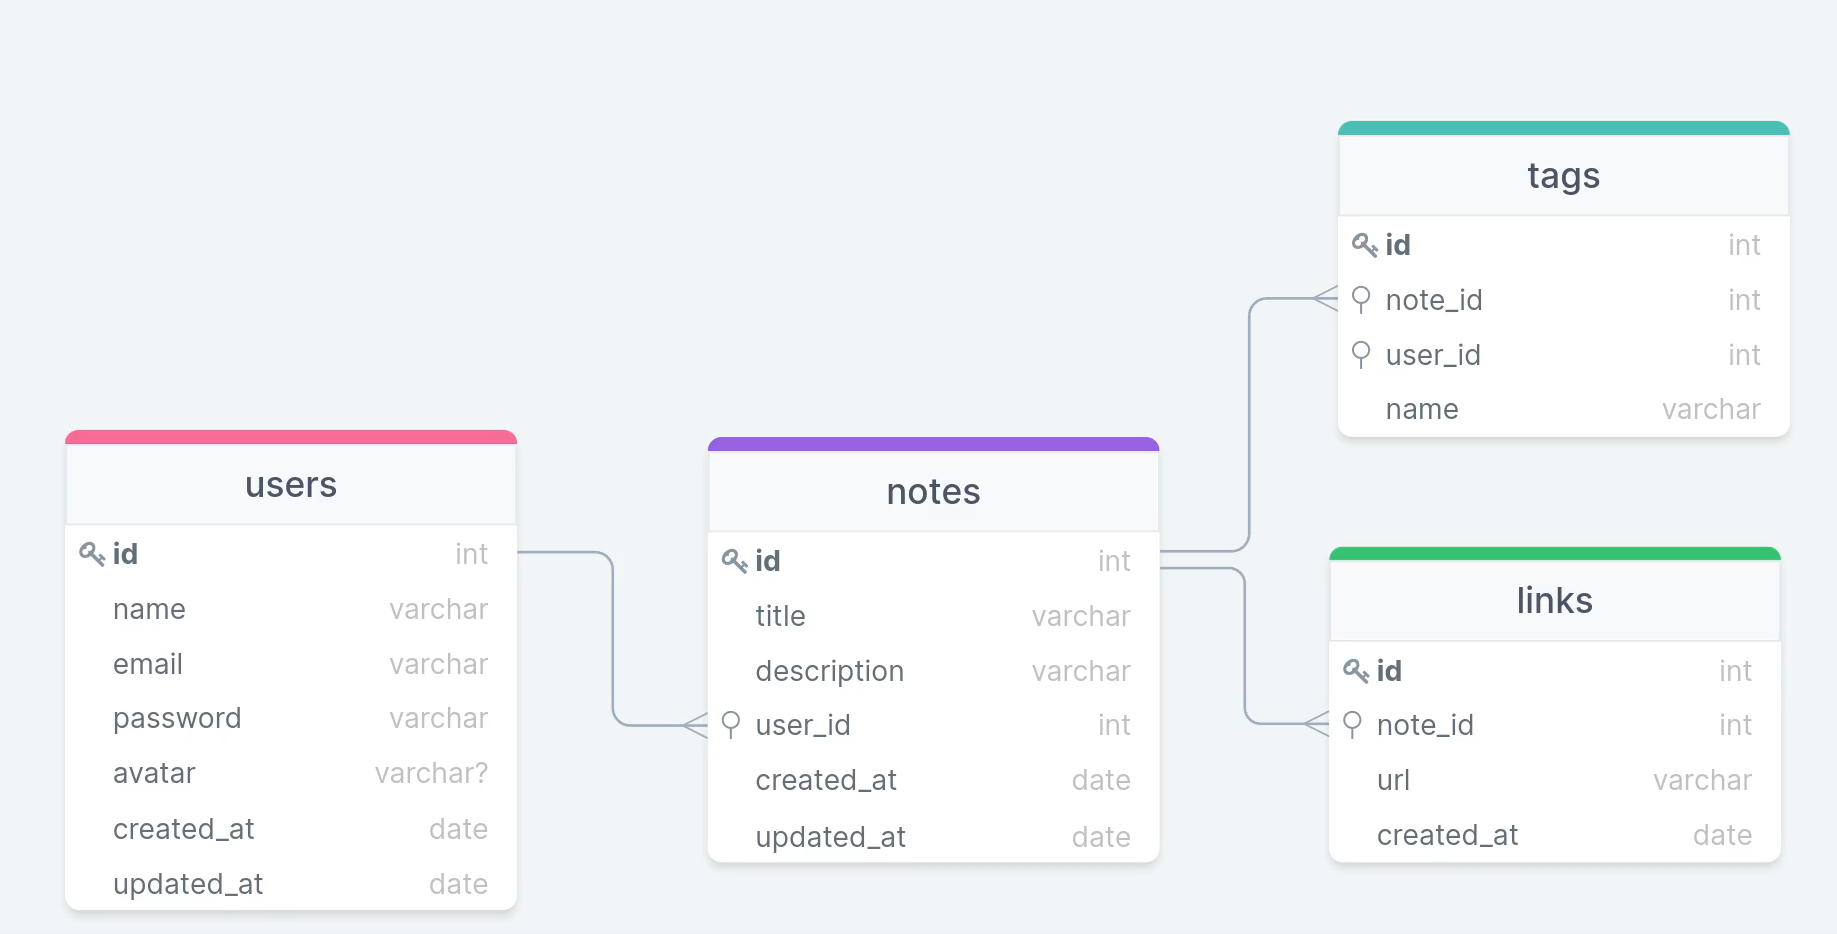 users
id int
name varchar
email varchar
password varchar
avatar varchar?
created_at date
updated_at date
notes
id int
title varchar
description varchar
user_id int
created_at date
updated_at date
tags
id int
note_id int
user_id int
name varchar
links
id int
note_id int
url varchar
created_at date